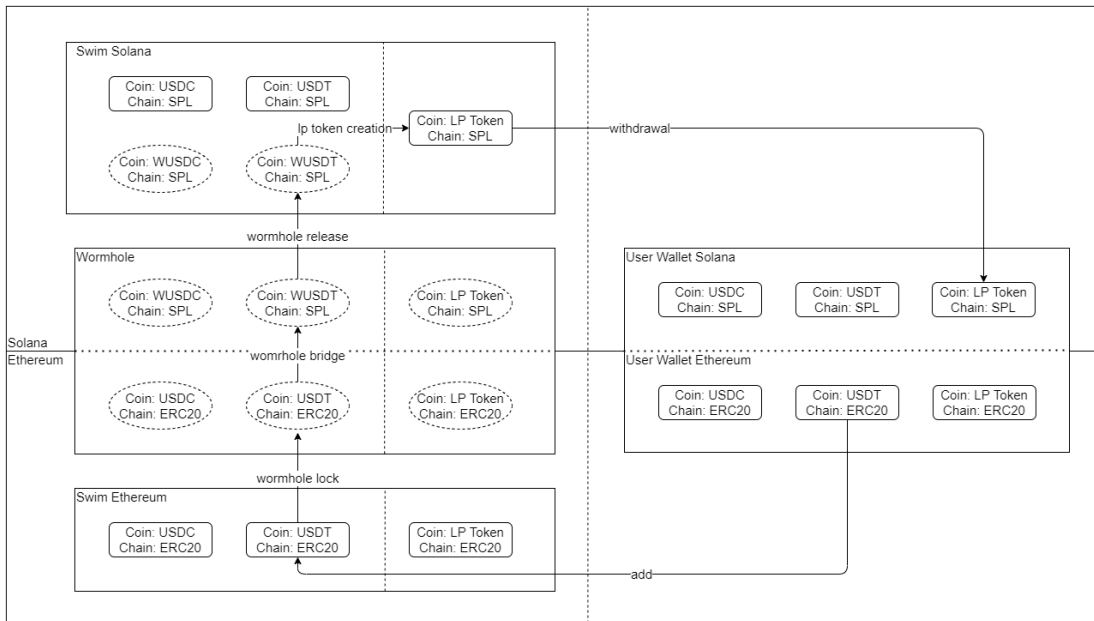 Swim Solana
Coin: USDC
Chain: SPL
Coin: USDT
Chain: SPL
lp token creation
Coin: LP Token
Chain: SPL
withdrawal
Coin: WUSDC
Chain: SPL
Coin: WUSDT
Chain: SPL
wormhole release
Wormhole
Coin: WUSDC
Chain: SPL
Coin: WUSDT
Chain: SPL
Coin: LP Token
Chain: SPL
User Wallet Solana
Coin: USDC
Chain: SPL
Coin: USDT
Chain: SPL
Coin: LP Token
Chain: SPL
Solana
Ethereum
womrhole bridge
User Wallet Ethereum
Coin: USDC
Chain: ERC20
Coin: USDT
Chain: ERC20
Coin: LP Token
Chain: ERC20
Coin: USDC
Chain: ERC20
Coin: USDT
Chain: ERC20
Coin: LP Token
Chain: ERC20
wormhole lock
Swim Ethereum
Coin: USDC
Chain: ERC20
Coin: USDT
Chain: ERC20
Coin: LP Token
Chain: ERC20
add